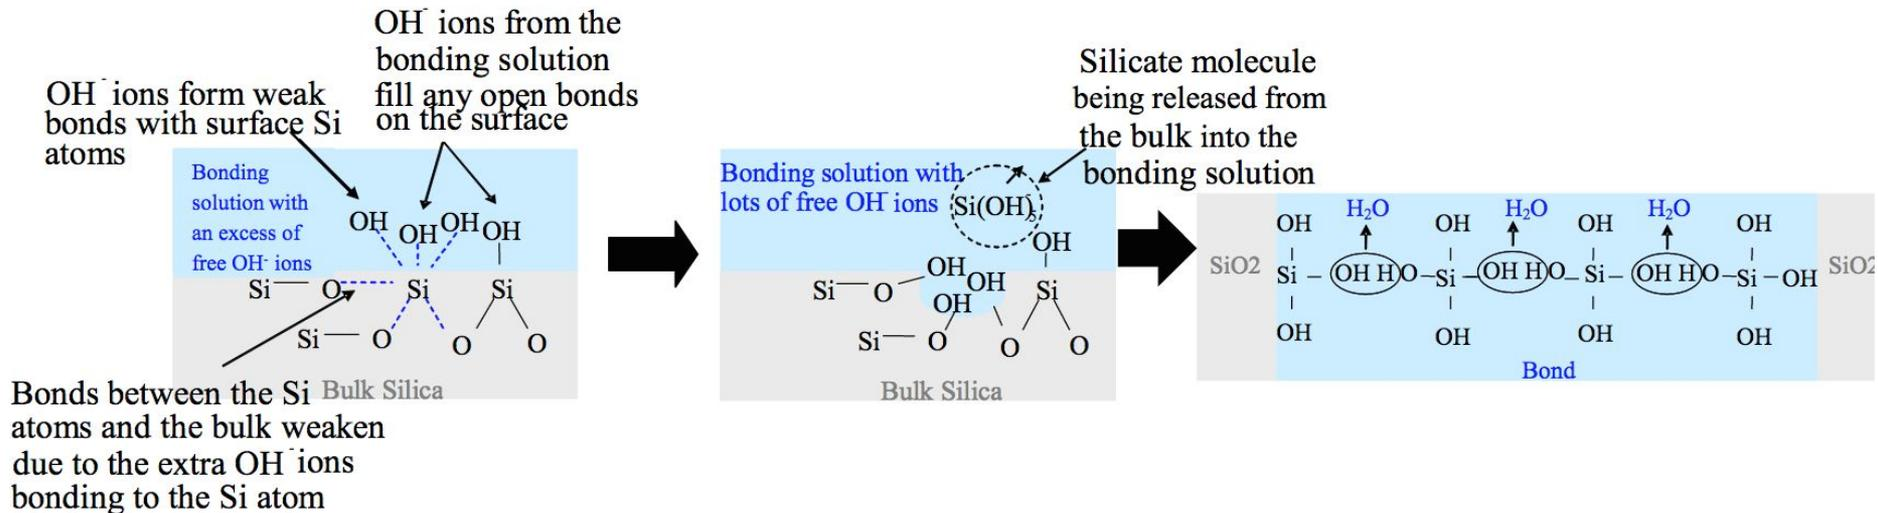 OH⁻ ions form weak
bonds with surface Si
atoms
OH⁻ ions from the
bonding solution
fill any open bonds
on the surface
Bonding
solution with
an excess of
free OH⁻ ions
OH OH OH OH
Si O Si Si
Si O O O
Bulk Silica
Bonds between the Si
atoms and the bulk weaken
due to the extra OH⁻ ions
bonding to the Si atom
Silicate molecule
being released from
the bulk into the
bonding solution
Bonding solution with
lots of free OH⁻ ions
Si(OH)₅⁻
OH
OH OH
Si O OH Si
Si O O O
Bulk Silica
H₂O H₂O H₂O
OH OH OH OH
SiO2 Si – OH HO–Si – OH HO – Si – OH HO–Si – OH SiO2
OH OH OH OH
Bond